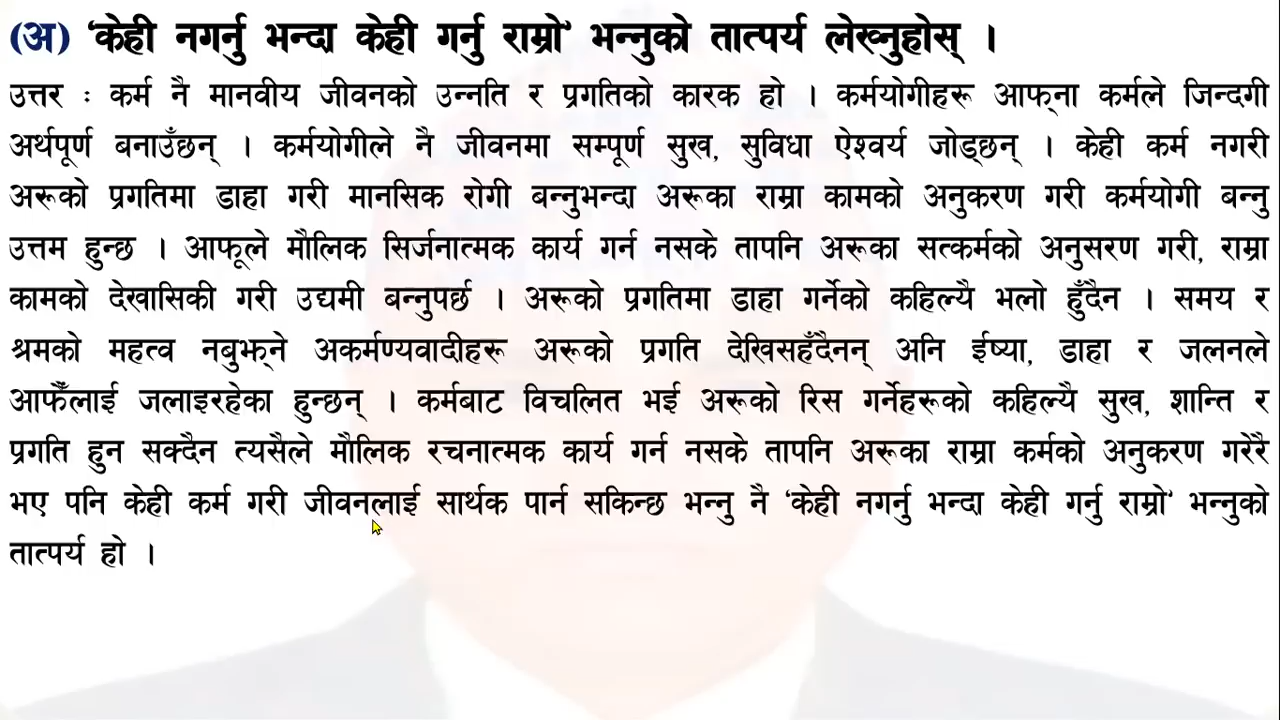 (अ) ‘केही नगर्नु भन्दा केही गर्नु राम्रो’ भन्नुको तात्पर्य लेख्नुहोस् ।
उत्तर : कर्म नै मानवीय जीवनको उन्नति र प्रगतिको कारक हो । कर्मयोगीहरू आफ्ना कर्मले जिन्दगी
अर्थपूर्ण बनाउँछन् । कर्मयोगीले नै जीवनमा सम्पूर्ण सुख, सुविधा ऐश्वर्य जोड्छन् । केही कर्म नगरी
अरूको प्रगतिमा डाहा गरी मानसिक रोगी बन्नुभन्दा अरूका राम्रा कामको अनुकरण गरी कर्मयोगी बन्नु
उत्तम हुन्छ । आफूले मौलिक सिर्जनात्मक कार्य गर्न नसके तापनि अरूका सत्कर्मको अनुसरण गरी, राम्रा
कामको देखासिकी गरी उद्यमी बन्नुपर्छ । अरूको प्रगतिमा डाहा गर्नेको कहिल्यै भलो हुँदैन । समय र
श्रमको महत्व नबुझ्ने अकर्मण्यवादीहरू अरूको प्रगति देखिसहँदैनन् अनि ईष्या, डाहा र जलनले
आफैँलाई जलाइरहेका हुन्छन् । कर्मबाट विचलित भई अरूको रिस गर्नेहरूको कहिल्यै सुख, शान्ति र
प्रगति हुन सक्दैन त्यसैले मौलिक रचनात्मक कार्य गर्न नसके तापनि अरूका राम्रा कर्मको अनुकरण गरेरै
भए पनि केही कर्म गरी जीवनलाई सार्थक पार्न सकिन्छ भन्नु नै ‘केही नगर्नु भन्दा केही गर्नु राम्रो’ भन्नुको
तात्पर्य हो ।